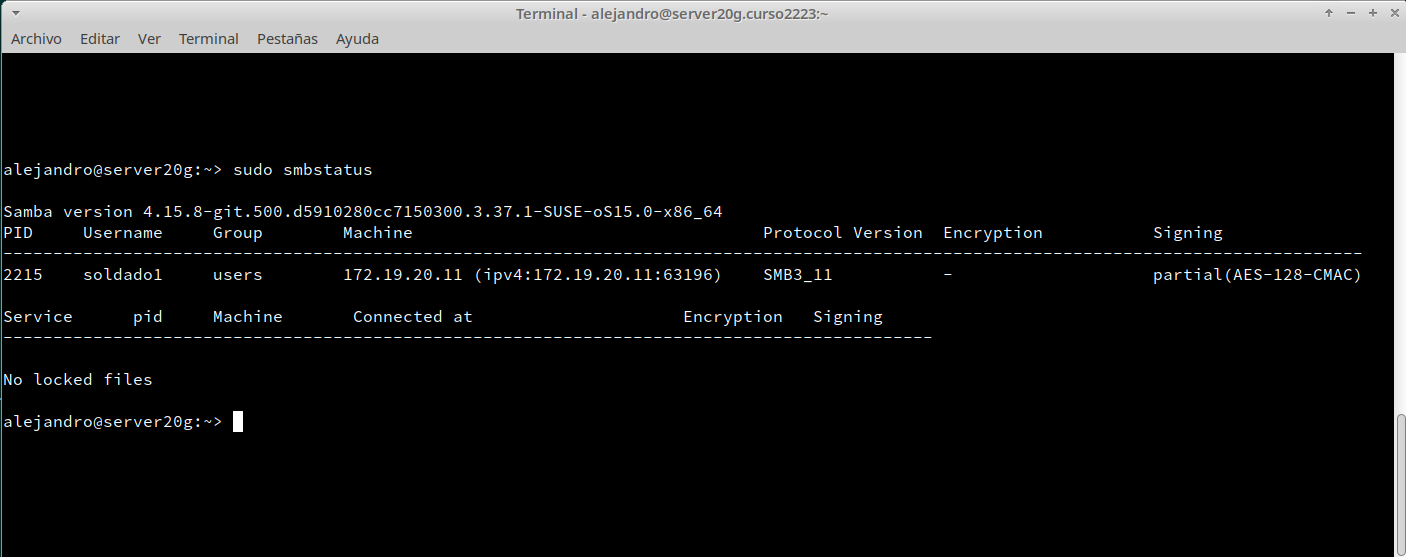 Terminal - alejandro@server20g.curso2223:~
Archivo Editar Ver Terminal Pestañas Ayuda
alejandro@server20g:~> sudo smbstatus
Samba version 4.15.8-git.500.d5910280cc7150300.3.37.1-SUSE-oS15.0-x86_64
PID     Username     Group        Machine                                   Protocol Version  Encryption           Signing
----------------------------------------------------------------------------------------------------------------------------------------
2215    soldado1     users        172.19.20.11 (ipv4:172.19.20.11:63196)    SMB3_11           -                    partial(AES-128-CMAC)
Service      pid     Machine       Connected at                     Encryption   Signing
---------------------------------------------------------------------------------------------
No locked files
alejandro@server20g:~>